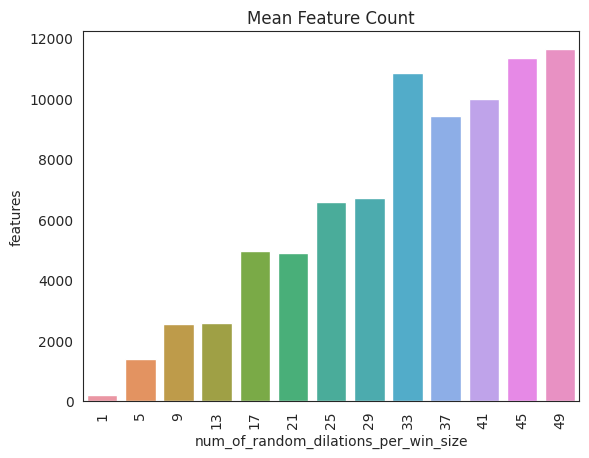 Mean Feature Count
12000
10000
8000
6000
4000
2000
0
features
1 5 9 13 17 21 25 29 33 37 41 45 49
num_of_random_dilations_per_win_size